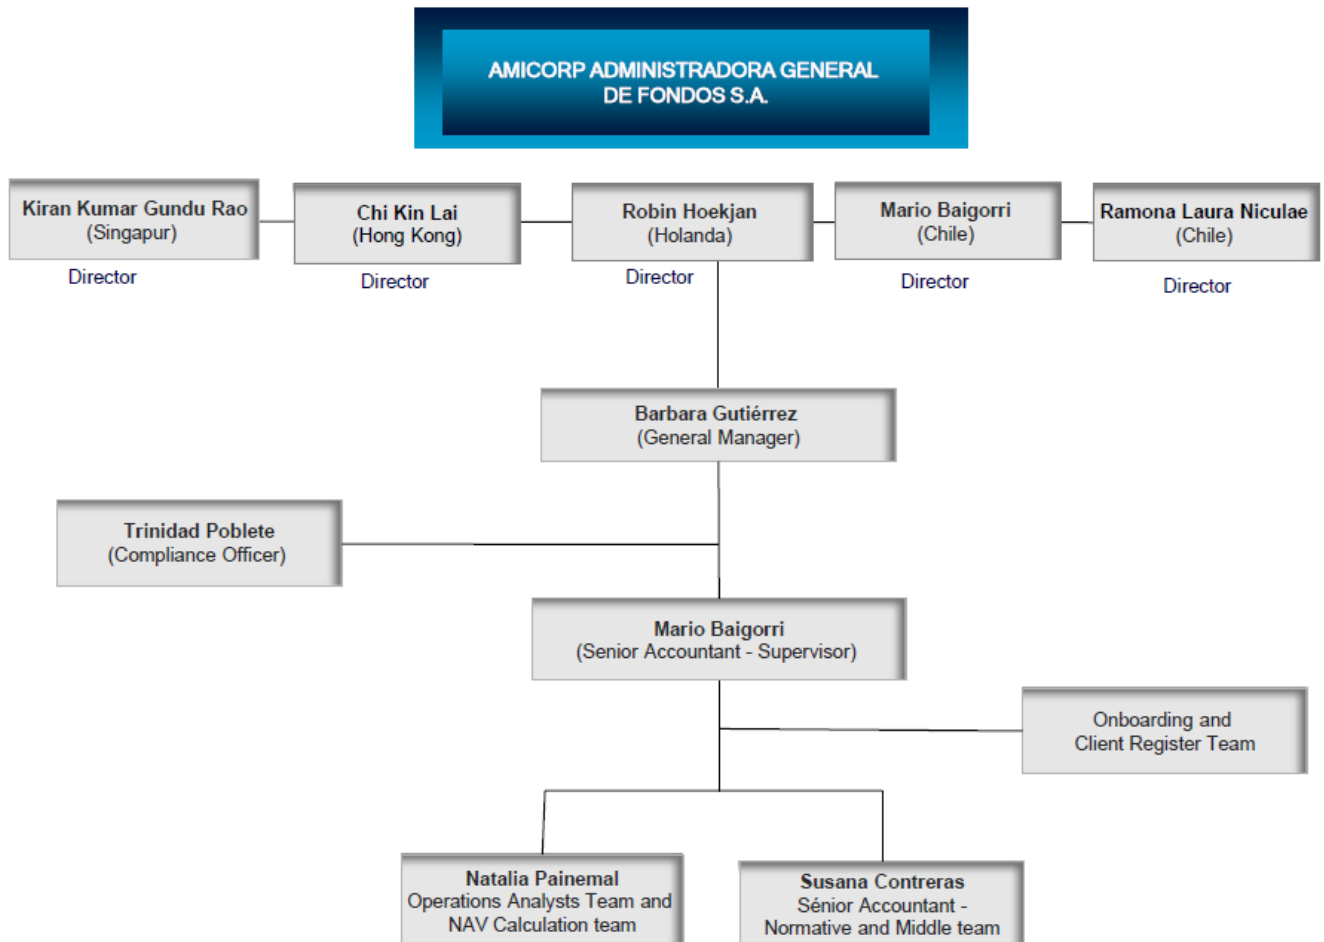 AMICORP ADMINISTRADORA GENERAL
DE FONDOS S.A.
Kiran Kumar Gundu Rao
(Singapur)
Director
Chi Kin Lai
(Hong Kong)
Director
Robin Hoekjan
(Holanda)
Director
Mario Baigorri
(Chile)
Director
Ramona Laura Niculae
(Chile)
Director
Barbara Gutiérrez
(General Manager)
Trinidad Poblete
(Compliance Officer)
Mario Baigorri
(Senior Accountant - Supervisor)
Onboarding and
Client Register Team
Natalia Painemal
Operations Analysts Team and
NAV Calculation team
Susana Contreras
Sénior Accountant -
Normative and Middle team